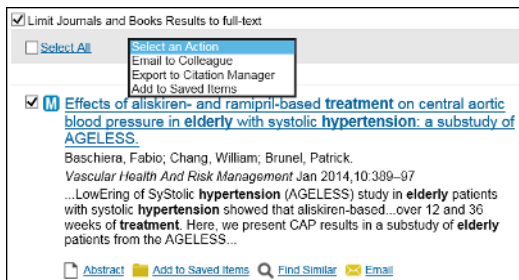 Limit Journals and Books Results to full-text
Select All
Select an Action
Email to Colleague
Export to Citation Manager
Add to Saved Items
M Effects of aliskiren- and ramipril-based treatment on central aortic
blood pressure in elderly with systolic hypertension: a substudy of
AGELESS.
Baschiera, Fabio; Chang, William; Brunel, Patrick.
Vascular Health And Risk Management Jan 2014,10:389–97
...LowEring of SyStolic hypertension (AGELESS) study in elderly patients
with systolic hypertension showed that aliskiren-based...over 12 and 36
weeks of treatment. Here, we present CAP results in a substudy of elderly
patients from the AGELESS...
Abstract Add to Saved Items Find Similar Email